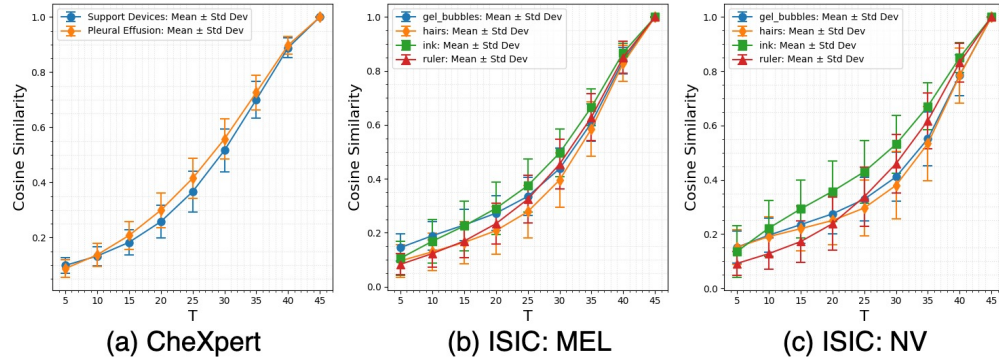 Support Devices: Mean ± Std Dev
Pleural Effusion: Mean ± Std Dev
1.0
0.8
0.6
0.4
0.2
Cosine Similarity
5 10 15 20 25 30 35 40 45
T
(a) CheXpert
gel_bubbles: Mean ± Std Dev
hairs: Mean ± Std Dev
ink: Mean ± Std Dev
ruler: Mean ± Std Dev
1.0
0.8
0.6
0.4
0.2
0.0
Cosine Similarity
5 10 15 20 25 30 35 40 45
T
(b) ISIC: MEL
gel_bubbles: Mean ± Std Dev
hairs: Mean ± Std Dev
ink: Mean ± Std Dev
ruler: Mean ± Std Dev
1.0
0.8
0.6
0.4
0.2
0.0
Cosine Similarity
5 10 15 20 25 30 35 40 45
T
(c) ISIC: NV